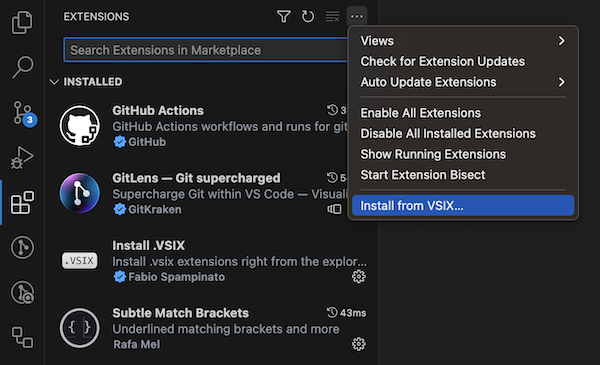 EXTENSIONS
Search Extensions in Marketplace
Views
Check for Extension Updates
Auto Update Extensions
Enable All Extensions
Disable All Installed Extensions
Show Running Extensions
Start Extension Bisect
Install from VSIX...
INSTALLED
GitHub Actions
GitHub Actions workflows and runs for git
GitHub
3
GitLens — Git supercharged
Supercharge Git within VS Code — Visuali
GitKraken
.VSIX
Install .VSIX
Install .vsix extensions right from the explor...
Fabio Spampinato
{ }
Subtle Match Brackets
43ms
Underlined matching brackets and more
Rafa Mel